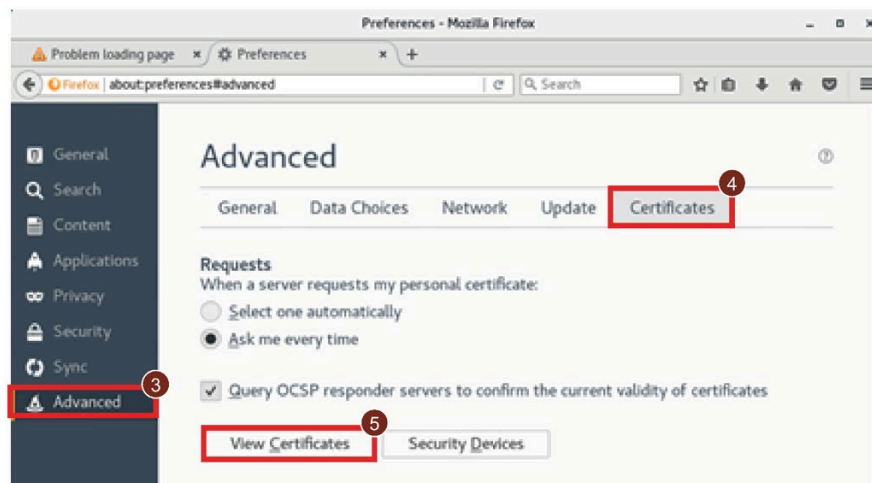 Preferences - Mozilla Firefox
Problem loading page
Preferences
Firefox about:preferences#advanced
Search
General
Search
Content
Applications
Privacy
Security
Sync
3
Advanced
Advanced
4
General Data Choices Network Update Certificates
Requests
When a server requests my personal certificate:
Select one automatically
Ask me every time
Query OCSP responder servers to confirm the current validity of certificates
5
View Certificates Security Devices